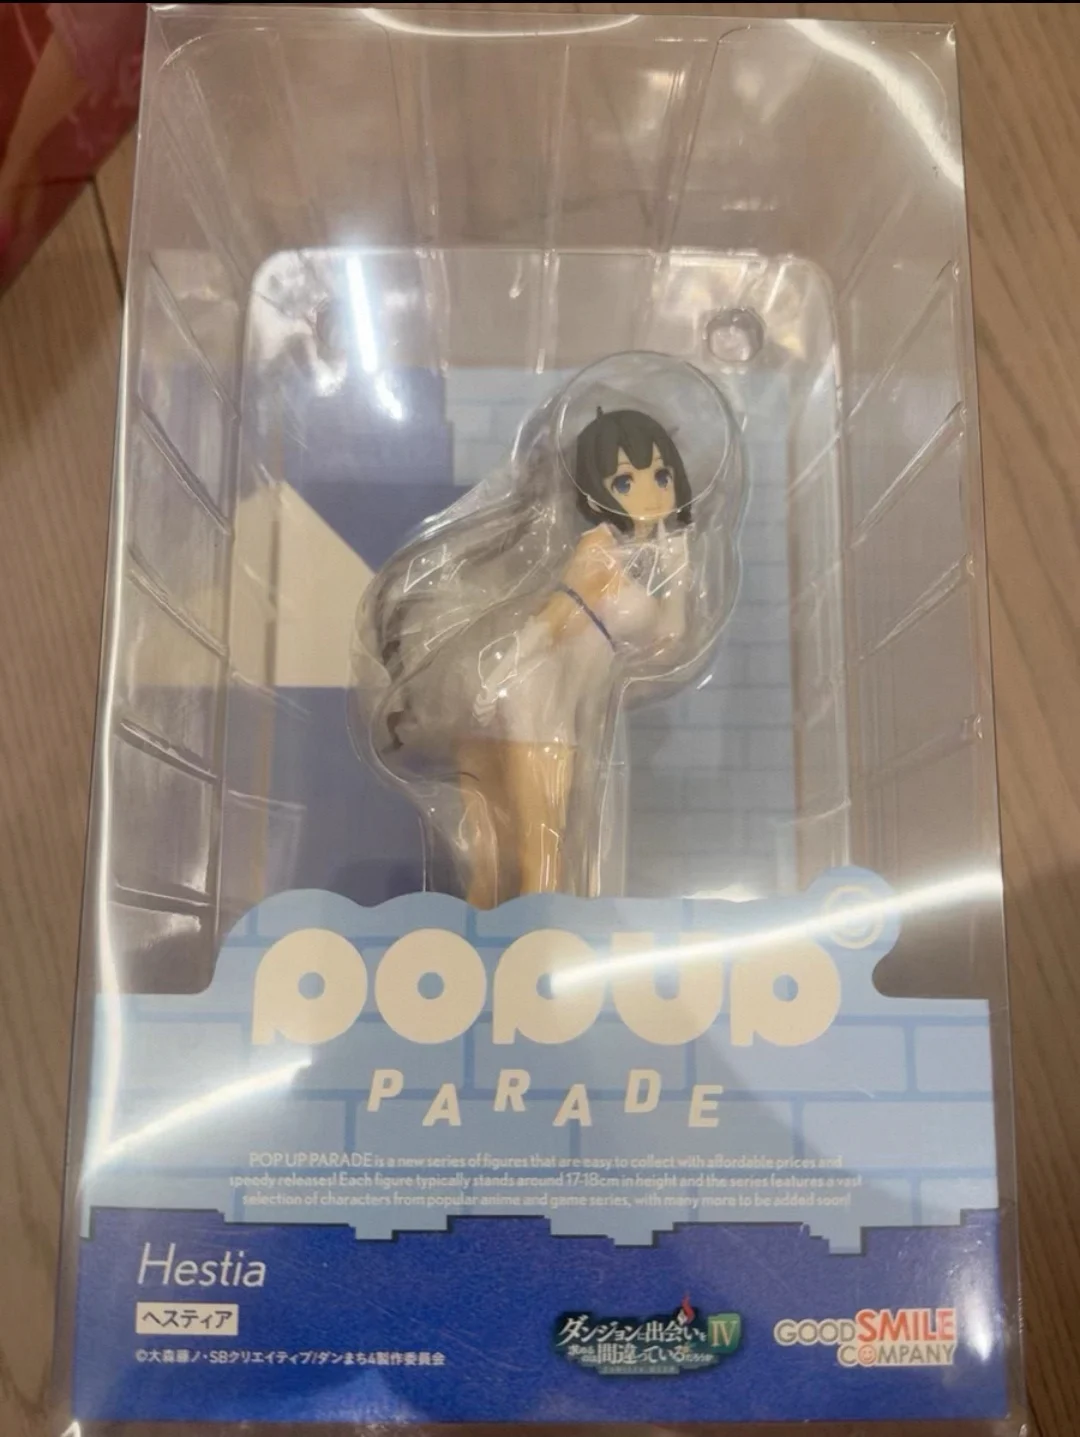 POPUP
PARADE
POP UP PARADE is a new series of figures that are easy to collect with affordable prices and
speedy releases! Each figure typically stands around 17-18cm in height and the series features a vast
selection of characters from popular anime and game series, with many more to be added soon!
Hestia
ヘスティア
©大森藤ノ・SBクリエイティブ/ダンまち4製作委員会
ダンジョンに出会いを
求めるのは間違っているだろうか
IV
GOOD SMILE
COMPANY